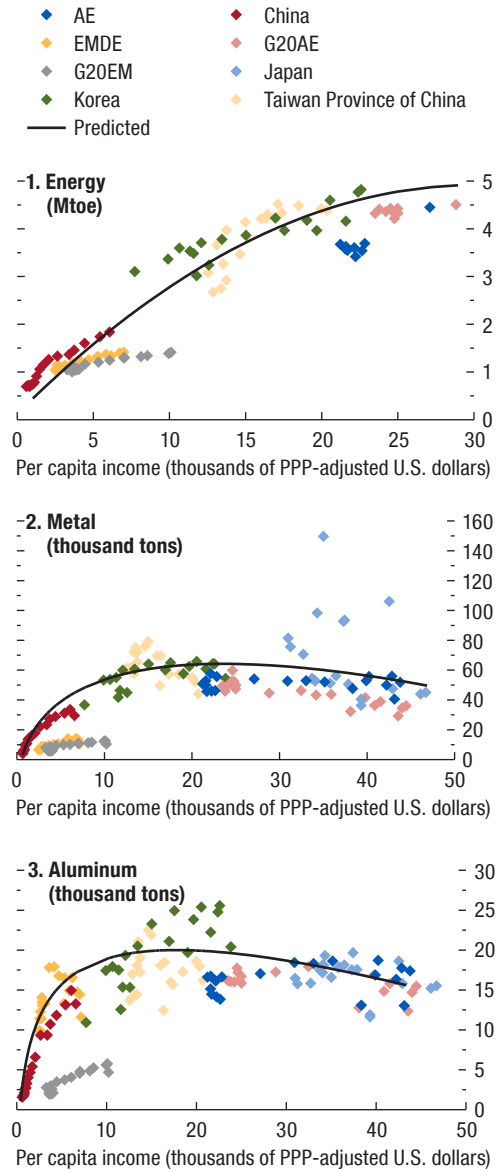 AE China
EMDE G20AE
G20EM Japan
Korea Taiwan Province of China
Predicted
1. Energy
(Mtoe)
5
4
3
2
1
0
0 5 10 15 20 25 30
Per capita income (thousands of PPP-adjusted U.S. dollars)
2. Metal
(thousand tons)
160
140
120
100
80
60
40
20
0
0 10 20 30 40 50
Per capita income (thousands of PPP-adjusted U.S. dollars)
3. Aluminum
(thousand tons)
30
25
20
15
10
5
0
0 10 20 30 40 50
Per capita income (thousands of PPP-adjusted U.S. dollars)